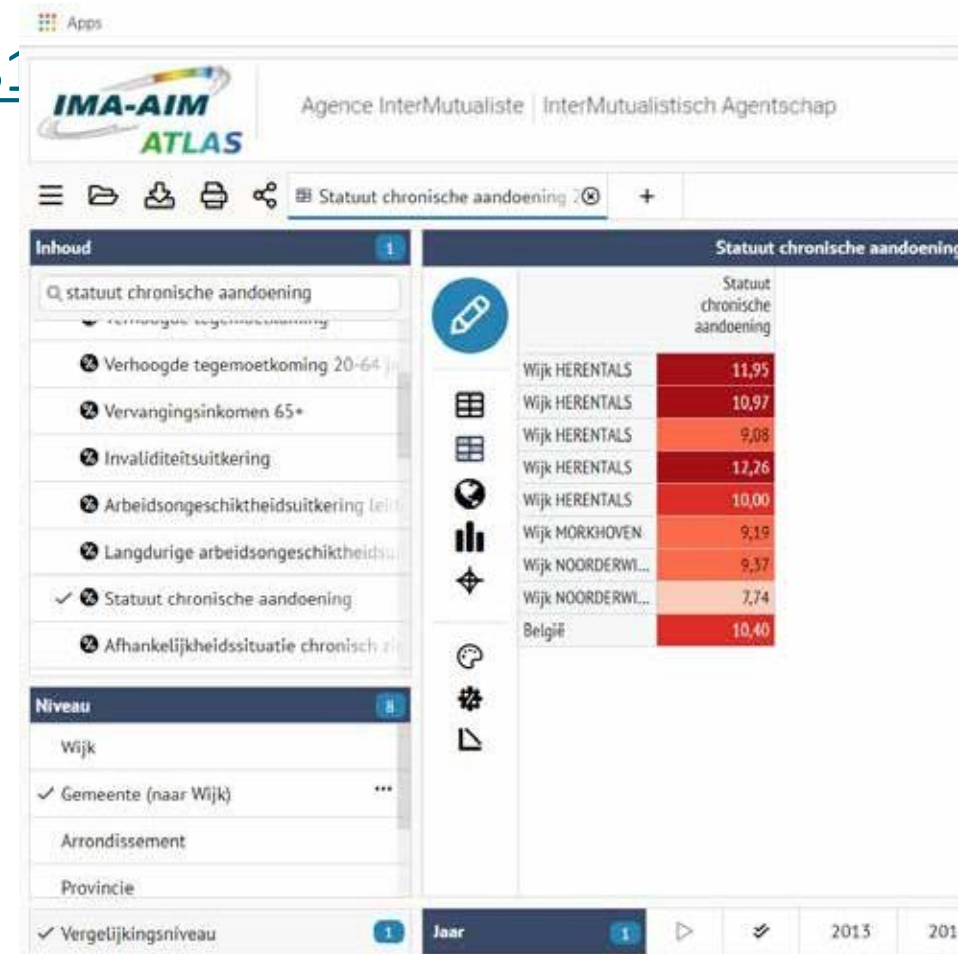 Apps
IMA-AIM
ATLAS
Agence InterMutualiste | InterMutualistisch Agentschap
Statuut chronische aandoening
+
Inhoud 1
statuut chronische aandoening
Verhoogde tegemoetkoming
Verhoogde tegemoetkoming 20-64
Vervangingsinkomen 65+
Invaliditeitsuitkering
Arbeidsongeschiktheidsuitkering
Langdurige
Statuut chronische aandoening
Afhankelijkheidssituatie chronisch
Niveau 8
Wijk
Gemeente (naar Wijk) ...
Arrondissement
Provincie
Vergelijkingsniveau 1
Statuut chronische aandoening
Statuut
chronische
aandoening
Wijk HERENTALS 11,95
Wijk HERENTALS 10,97
Wijk HERENTALS 9,08
Wijk HERENTALS 12,26
Wijk HERENTALS 10,00
Wijk MORKHOVEN 9,19
Wijk NOORDERWI... 9,37
Wijk NOORDERWI... 7,74
België 10,40
Jaar 1 2013 201